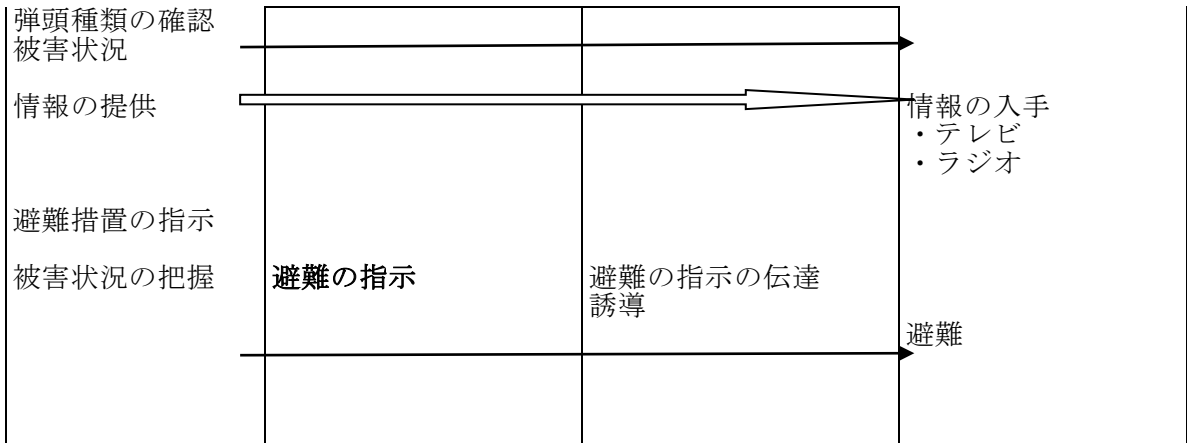 弾頭種類の確認
被害状況
情報の提供
情報の入手
・テレビ
・ラジオ
避難措置の指示
被害状況の把握
避難の指示
避難の指示の伝達
誘導
避難